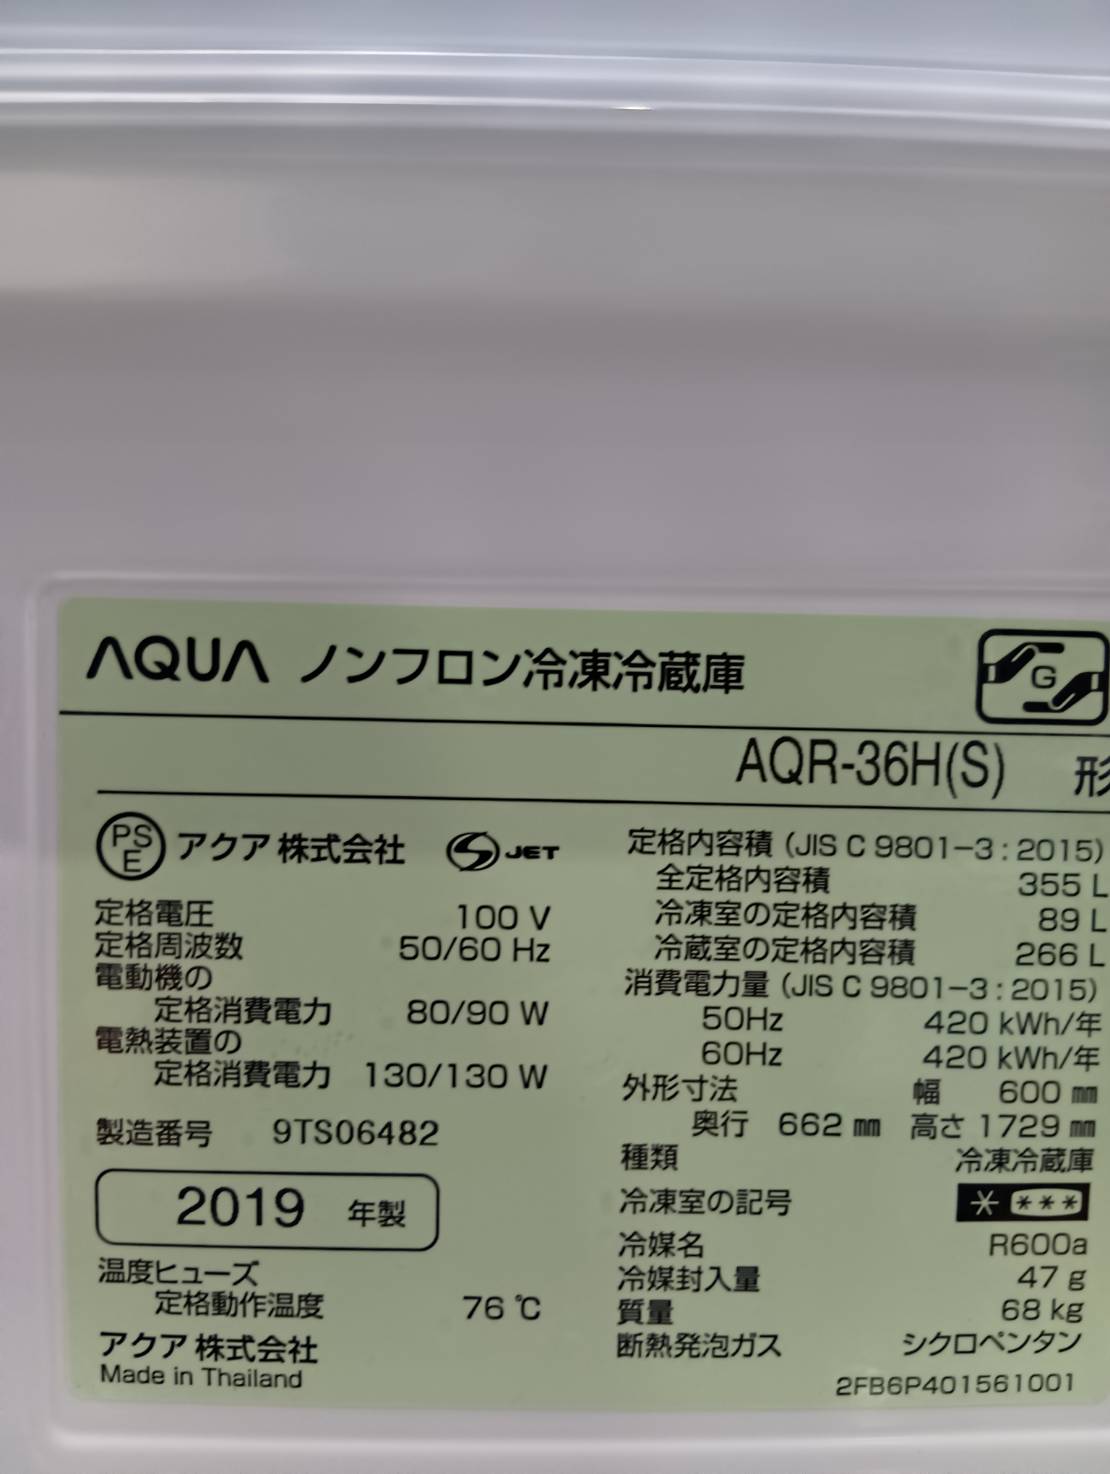 AQUA ノンフロン冷凍冷蔵庫
G
AQR-36H(S) 形
PSE アクア 株式会社 S JET
定格電圧 100 V
定格周波数 50/60 Hz
電動機の
定格消費電力 80/90 W
電熱装置の
定格消費電力 130/130 W
製造番号 9TS06482
2019 年製
温度ヒューズ
定格動作温度 76 ℃
アクア 株式会社
Made in Thailand
定格内容積 (JIS C 9801-3:2015)
全定格内容積 355 L
冷凍室の定格内容積 89 L
冷蔵室の定格内容積 266 L
消費電力量 (JIS C 9801-3:2015)
50Hz 420 kWh/年
60Hz 420 kWh/年
外形寸法 幅 600 ㎜
奥行 662 ㎜ 高さ 1729 ㎜
種類 冷凍冷蔵庫
冷凍室の記号 * ***
冷媒名 R600a
冷媒封入量 47 g
質量 68 kg
断熱発泡ガス シクロペンタン
2FB6P401561001